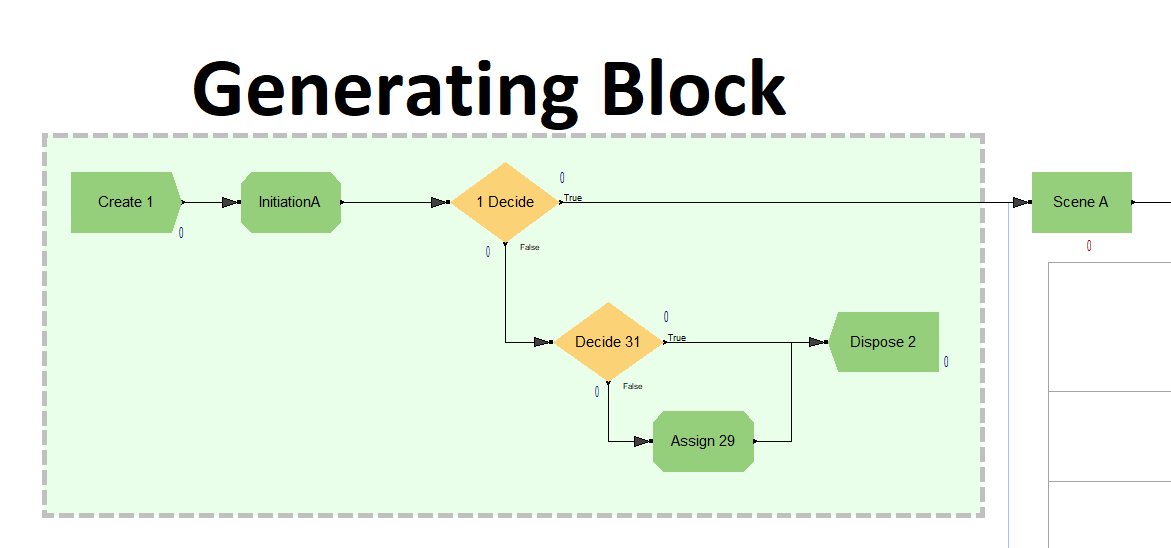 Generating Block
Create 1
0
InitiationA
1 Decide
0
True
0
False
Scene A
0
Decide 31
0
True
0
False
Dispose 2
0
Assign 29